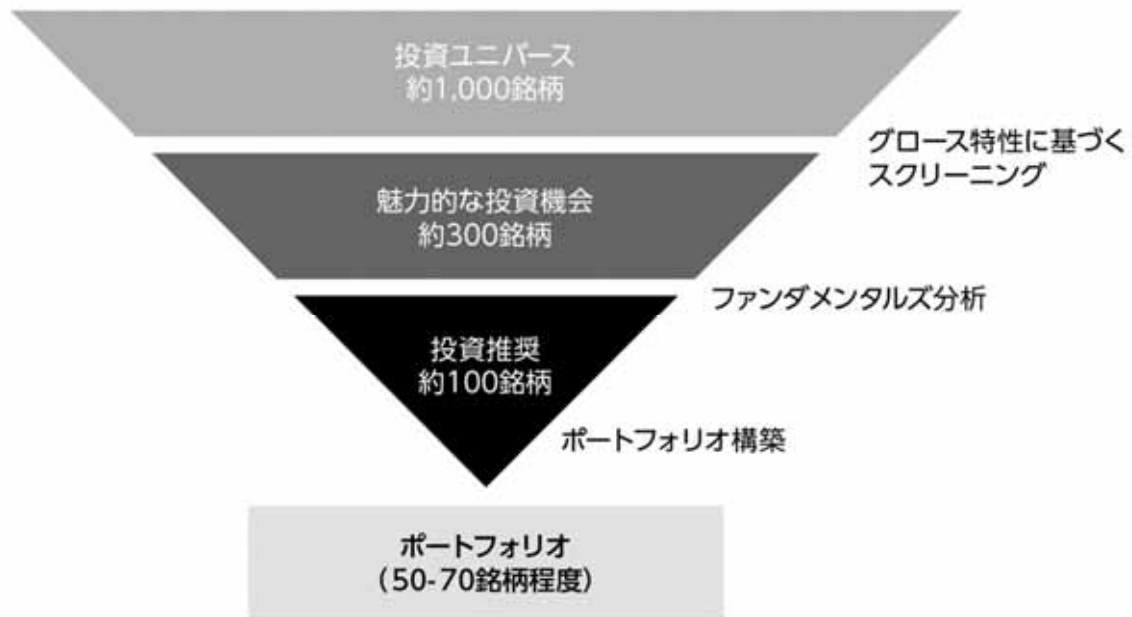 投資ユニバース
約1,000銘柄
グロース特性に基づく
スクリーニング
魅力的な投資機会
約300銘柄
ファンダメンタルズ分析
投資推奨
約100銘柄
ポートフォリオ構築
ポートフォリオ
(50-70銘柄程度)